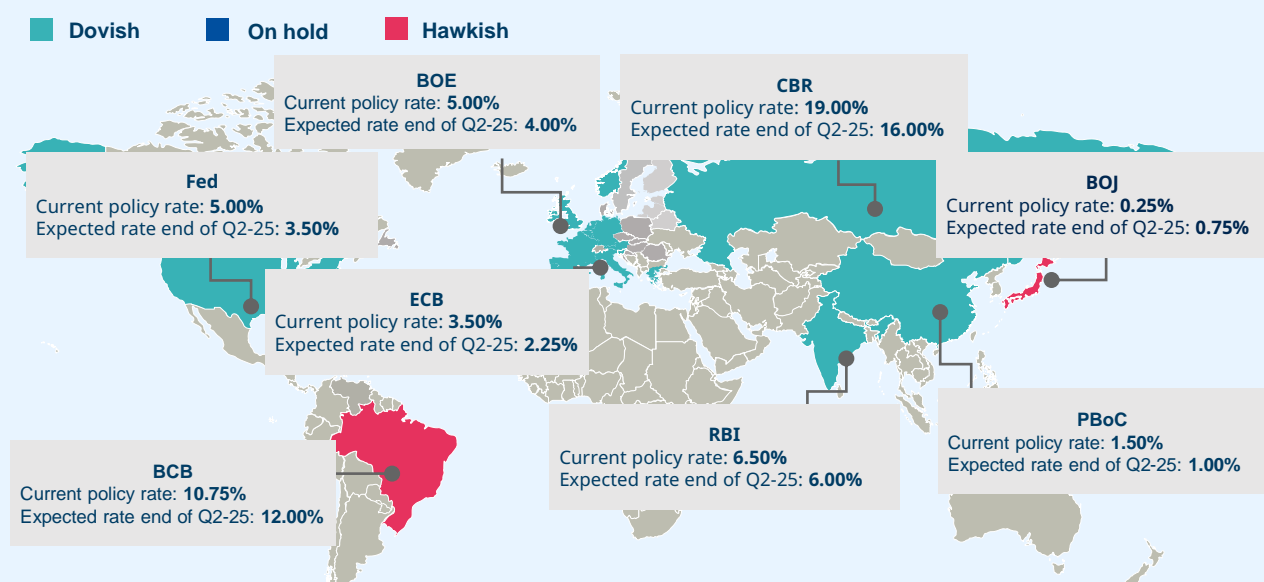 Dovish
On hold
Hawkish
BOE
Current policy rate: 5.00%
Expected rate end of Q2-25: 4.00%
CBR
Current policy rate: 19.00%
Expected rate end of Q2-25: 16.00%
Fed
Current policy rate: 5.00%
Expected rate end of Q2-25: 3.50%
BOJ
Current policy rate: 0.25%
Expected rate end of Q2-25: 0.75%
ECB
Current policy rate: 3.50%
Expected rate end of Q2-25: 2.25%
BCB
Current policy rate: 10.75%
Expected rate end of Q2-25: 12.00%
RBI
Current policy rate: 6.50%
Expected rate end of Q2-25: 6.00%
PBoC
Current policy rate: 1.50%
Expected rate end of Q2-25: 1.00%